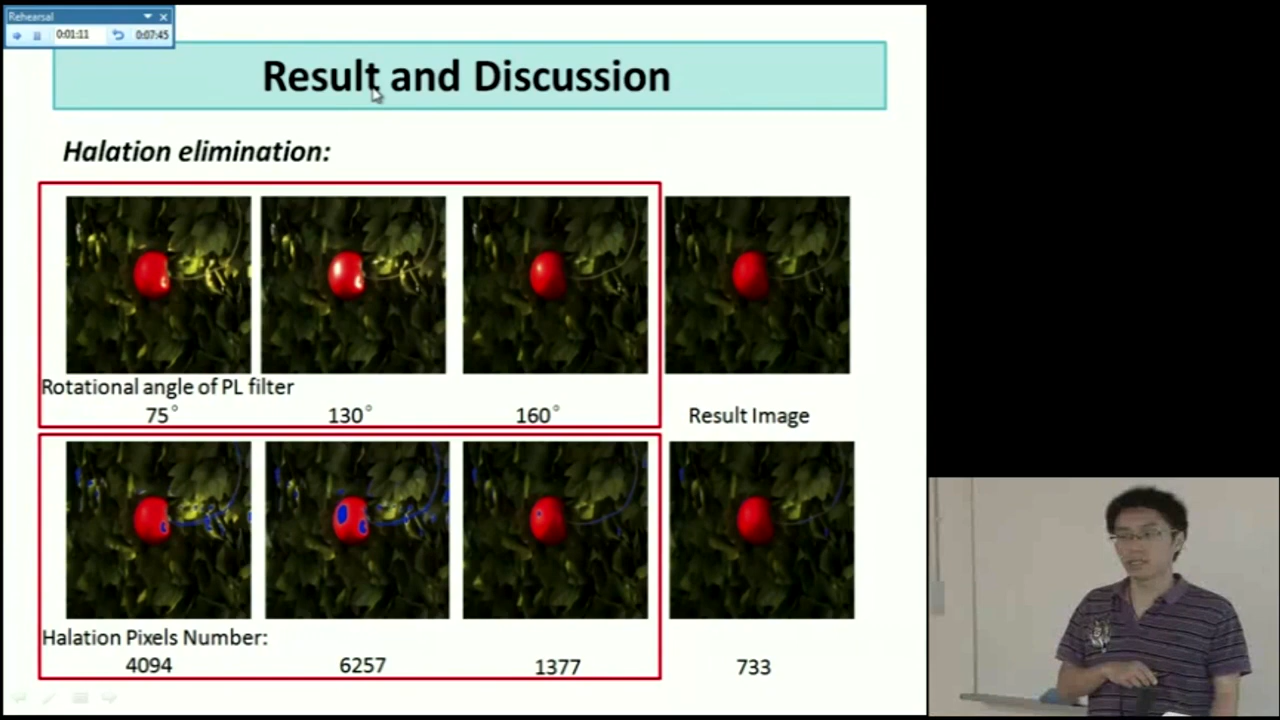 Rehearsal
0:01:11 0:07:45
Result and Discussion
Halation elimination:
Rotational angle of PL filter
75° 130° 160° Result Image
Halation Pixels Number:
4094 6257 1377 733